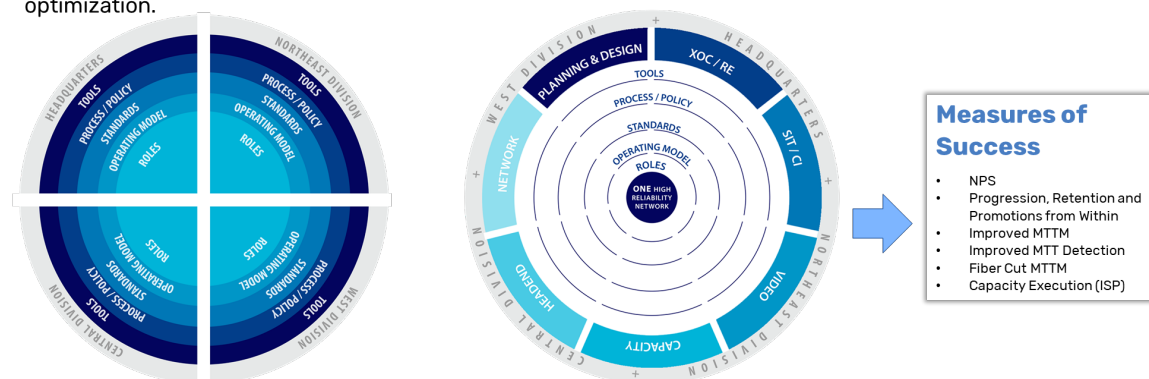 optimization.
HEADQUARTERS
TOOLS
PROCESS / POLICY
STANDARDS
OPERATING MODEL
ROLES
NORTHEAST DIVISION
TOOLS
PROCESS / POLICY
STANDARDS
OPERATING MODEL
ROLES
CENTRAL DIVISION
TOOLS
PROCESS / POLICY
STANDARDS
OPERATING MODEL
ROLES
WEST DIVISION
TOOLS
PROCESS / POLICY
STANDARDS
OPERATING MODEL
ROLES
WEST DIVISION
+
HEADQUARTERS
+
NORTHEAST DIVISION
+
CENTRAL DIVISION
+
PLANNING & DESIGN
XOC / RE
SIT / CI
VIDEO
CAPACITY
HEADEND
NETWORK
TOOLS
PROCESS / POLICY
STANDARDS
OPERATING MODEL
ROLES
ONE HIGH
RELIABILITY
NETWORK
Measures of
Success
• NPS
• Progression, Retention and
Promotions from Within
• Improved MTTM
• Improved MTT Detection
• Fiber Cut MTTM
• Capacity Execution (ISP)